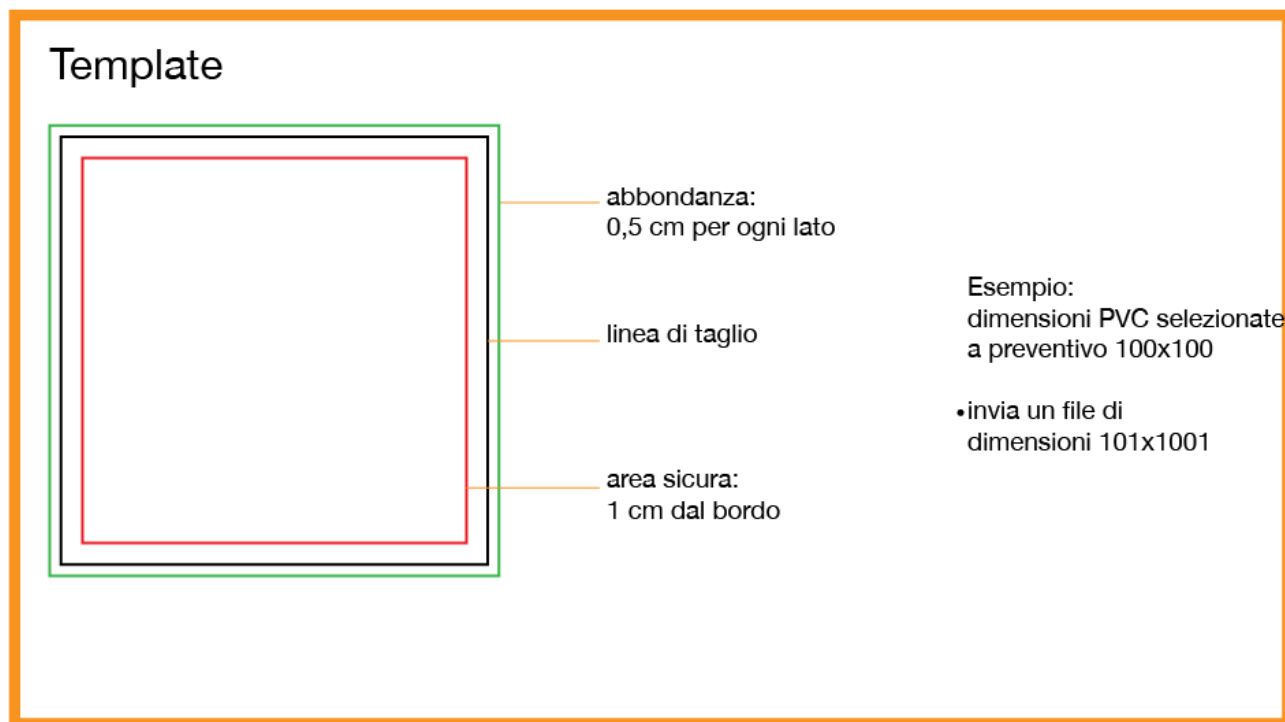 Template
abbondanza:
0,5 cm per ogni lato
linea di taglio
area sicura:
1 cm dal bordo
Esempio:
dimensioni PVC selezionate
a preventivo 100x100
•invia un file di
dimensioni 101x1001